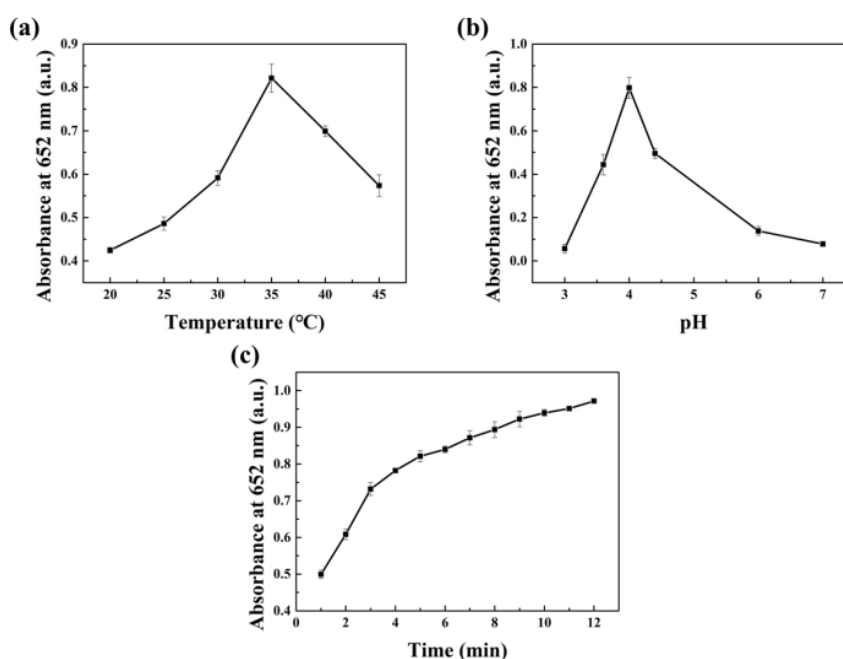 (a)
Absorbance at 652 nm (a.u.)
0.9
0.8
0.7
0.6
0.5
0.4
20 25 30 35 40 45
Temperature (°C)
(b)
Absorbance at 652 nm (a.u.)
1.0
0.8
0.6
0.4
0.2
0.0
3 4 5 6 7
pH
(c)
Absorbance at 652 nm (a.u.)
1.0
0.9
0.8
0.7
0.6
0.5
0.4
0 2 4 6 8 10 12
Time (min)